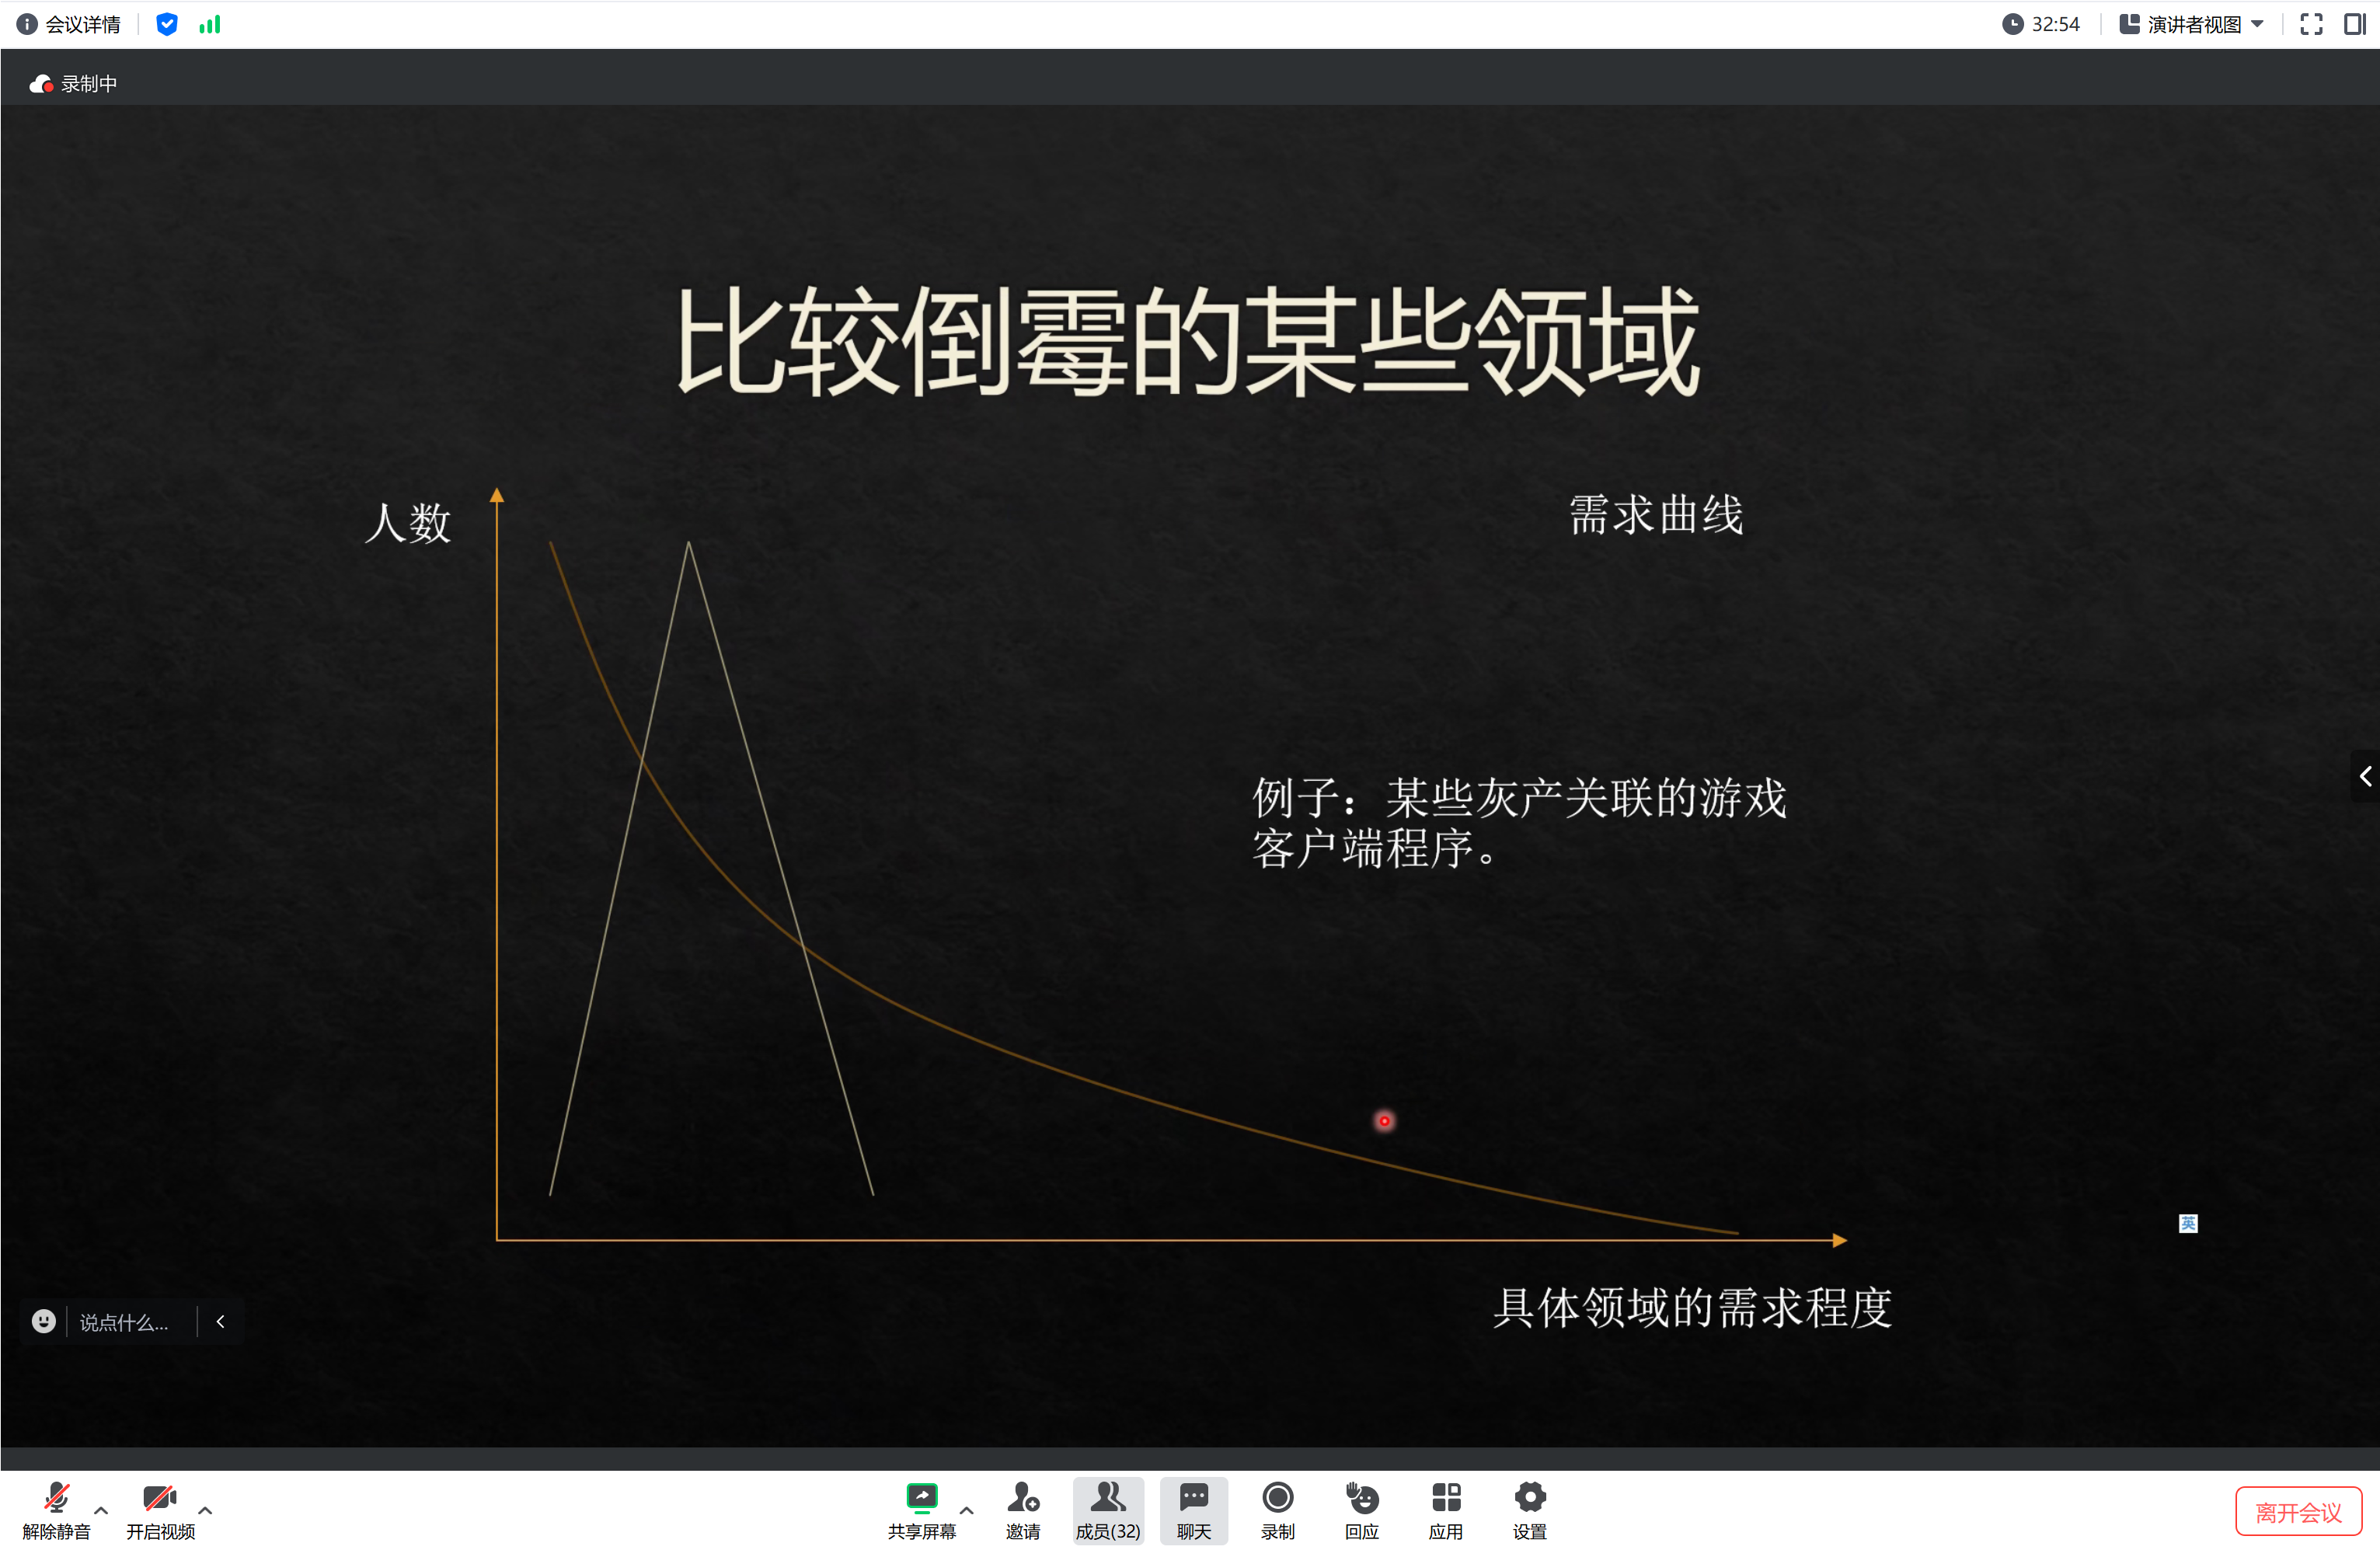 会议详情
32:54
演讲者视图
录制中
比较倒霉的某些领域
人数
需求曲线
例子：某些灰产关联的游戏
客户端程序。
英
具体领域的需求程度
说点什么...
解除静音
开启视频
共享屏幕
邀请
成员(32)
聊天
录制
回应
应用
设置
离开会议